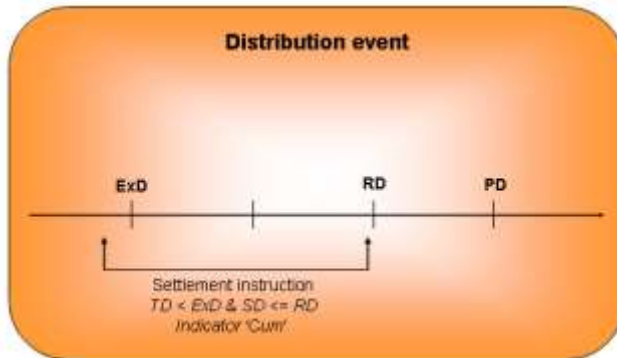 Distribution event
ExD RD PD
Settlement instruction
TD < ExD & SD <= RD
Indicator 'Cum'